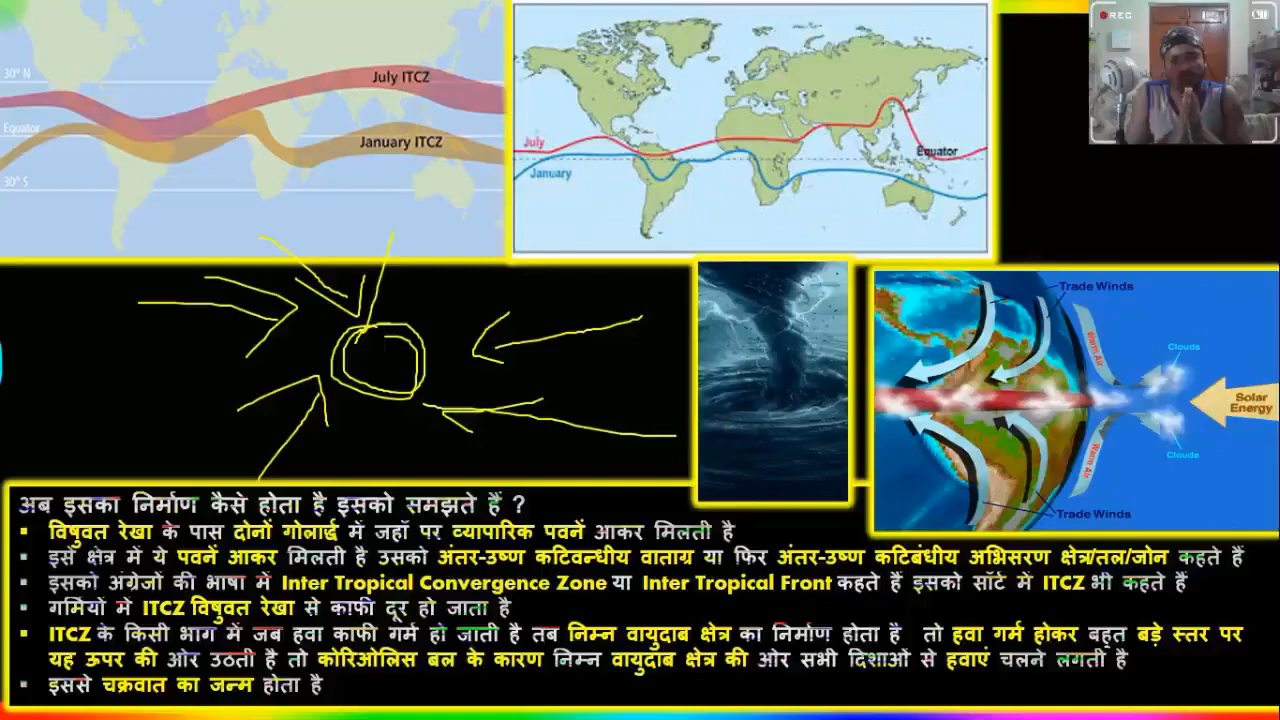 REC
30° N
July ITCZ
Equator
January ITCZ
30° S
July
Equator
January
Trade Winds
Warm Air
Clouds
Solar
Energy
Clouds
Warm Air
Trade Winds
अब इसका निर्माण कैसे होता है इसको समझते हैं ?
▪ विषुवत रेखा के पास दोनों गोलार्द्ध में जहाँ पर व्यापारिक पवनें आकर मिलती है
▪ इसे क्षेत्र में ये पवनें आकर मिलती है उसको अंतर-उष्ण कटिवन्धीय वाताग्र या फिर अंतर-उष्ण कटिबंधीय अभिसरण क्षेत्र/तल/जोन कहते हैं
▪ इसको अंग्रेजों की भाषा में Inter Tropical Convergence Zone या Inter Tropical Front कहते हैं इसको सॉर्ट में ITCZ भी कहते हैं
▪ गर्मियों में ITCZ विषुवत रेखा से काफी दूर हो जाता है
▪ ITCZ के किसी भाग में जब हवा काफी गर्म हो जाती है तब निम्न वायुदाब क्षेत्र का निर्माण होता है तो हवा गर्म होकर बहुत बड़े स्तर पर
यह ऊपर की ओर उठती है तो कोरिओलिस बल के कारण निम्न वायुदाब क्षेत्र की ओर सभी दिशाओं से हवाएं चलने लगती है
▪ इससे चक्रवात का जन्म होता है